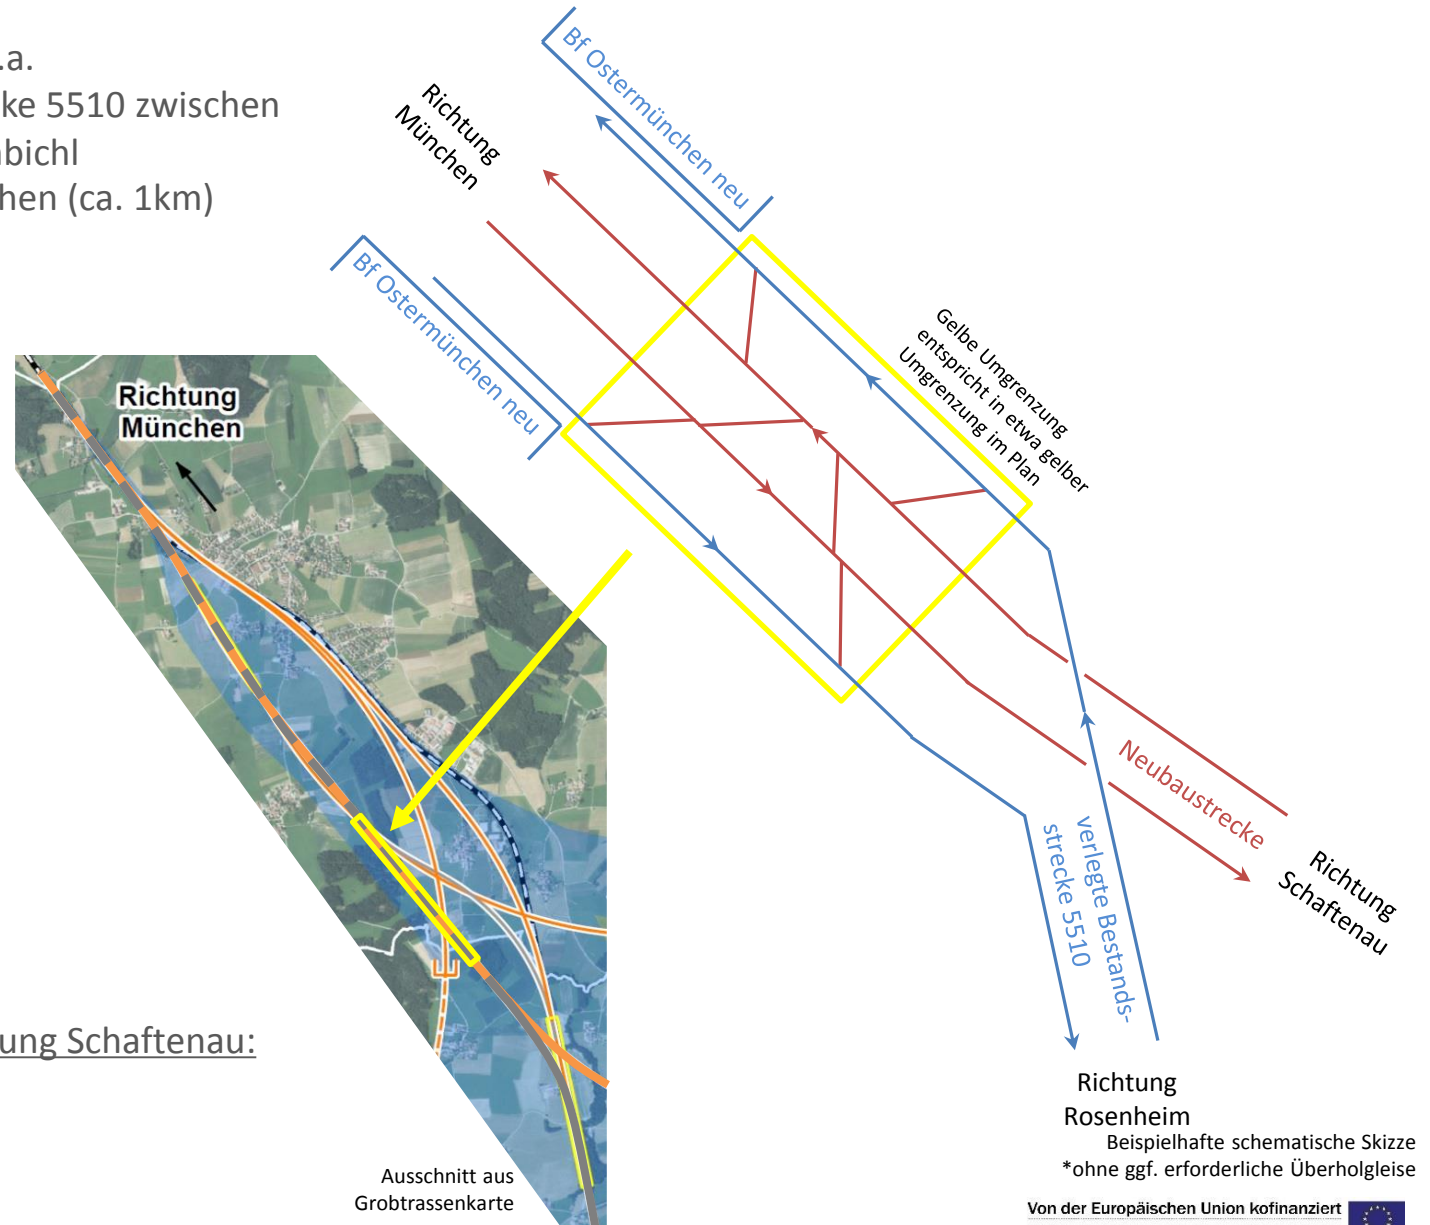 .a.
ke 5510 zwischen
bichl
hen (ca. 1km)
Richtung
München
Bf Ostermünchen neu
Bf Ostermünchen neu
Gelbe Umgrenzung
entspricht in etwa gelber
Umgrenzung im Plan
Richtung
München
Neubaustrecke
verlegte Bestands-
strecke 5510
Richtung
Schaftenau
ung Schaftenau:
Richtung
Rosenheim
Beispielhafte schematische Skizze
*ohne ggf. erforderliche Überholgleise
Ausschnitt aus
Grobtrassenkarte
Von der Europäischen Union kofinanziert